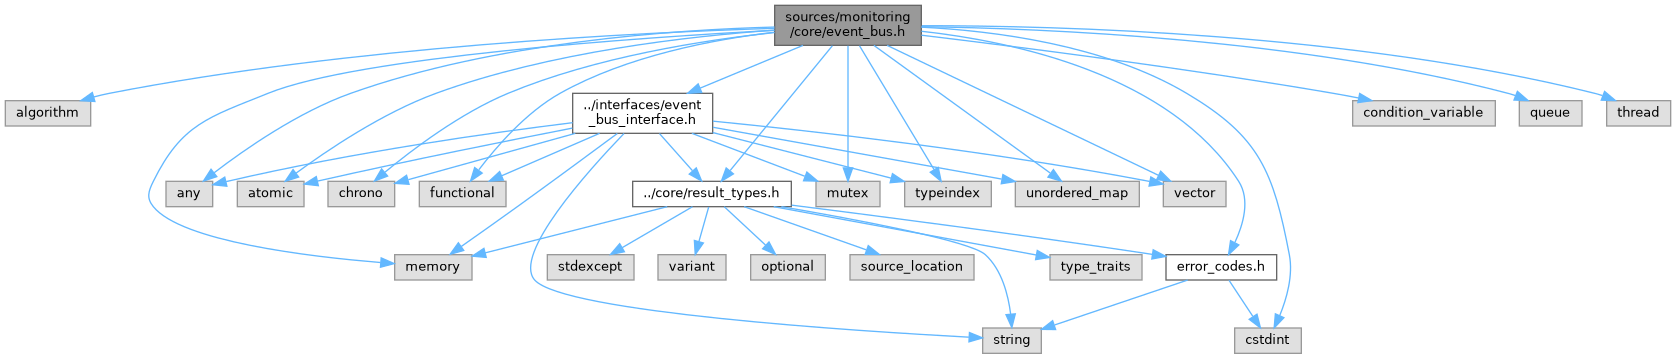 sources/monitoring
/core/event_bus.h
algorithm
../interfaces/event
_bus_interface.h
condition_variable
queue
thread
any
atomic
chrono
functional
../core/result_types.h
mutex
typeindex
unordered_map
vector
memory
stdexcept
variant
optional
source_location
type_traits
error_codes.h
string
cstdint